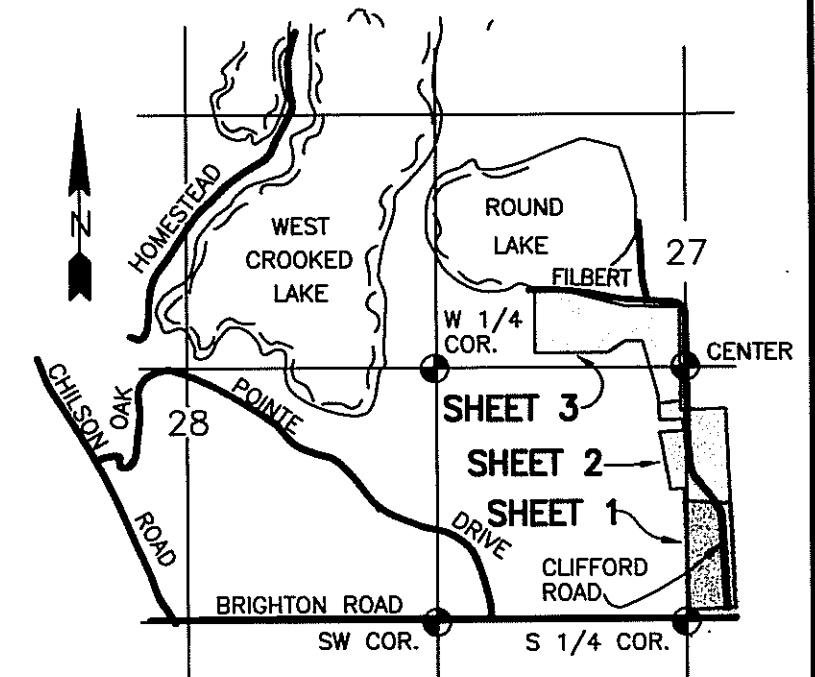 N
HOMESTEAD
WEST
CROOKED
LAKE
ROUND
LAKE
FILBERT
27
W 1/4
COR.
CENTER
CHILSON
ROAD
OAK
POINTE
DRIVE
28
SHEET 3
SHEET 2
SHEET 1
CLIFFORD
ROAD
BRIGHTON ROAD
SW COR.
S 1/4 COR.